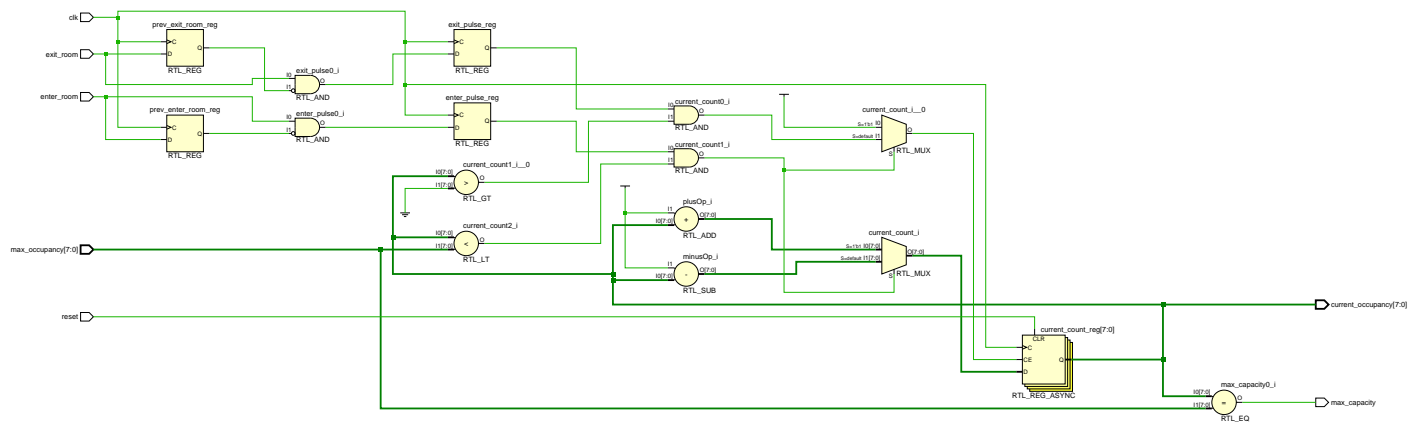 clk
exit_room
enter_room
max_occupancy[7:0]
reset
prev_exit_room_reg
C
D
Q
RTL_REG
prev_enter_room_reg
C
D
Q
RTL_REG
exit_pulse0_i
I0
I1
O
RTL_AND
enter_pulse0_i
I0
I1
O
RTL_AND
exit_pulse_reg
C
D
Q
RTL_REG
enter_pulse_reg
C
D
Q
RTL_REG
current_count1_i__0
I0[7:0]
I1[7:0]
>
O
RTL_GT
current_count2_i
I0[7:0]
I1[7:0]
<
O
RTL_LT
current_count0_i
I0
I1
O
RTL_AND
current_count1_i
I0
I1
O
RTL_AND
plusOp_i
I1
I0[7:0]
+
O[7:0]
RTL_ADD
minusOp_i
I1
I0[7:0]
-
O[7:0]
RTL_SUB
current_count_i__0
S=1'b1 I0
S=default I1
S
O
RTL_MUX
current_count_i
S=1'b1 I0[7:0]
S=default I1[7:0]
S
O[7:0]
RTL_MUX
current_count_reg[7:0]
CLR
C
CE
D
Q
RTL_REG_ASYNC
max_capacity0_i
I0[7:0]
I1[7:0]
=
O
RTL_EQ
current_occupancy[7:0]
max_capacity